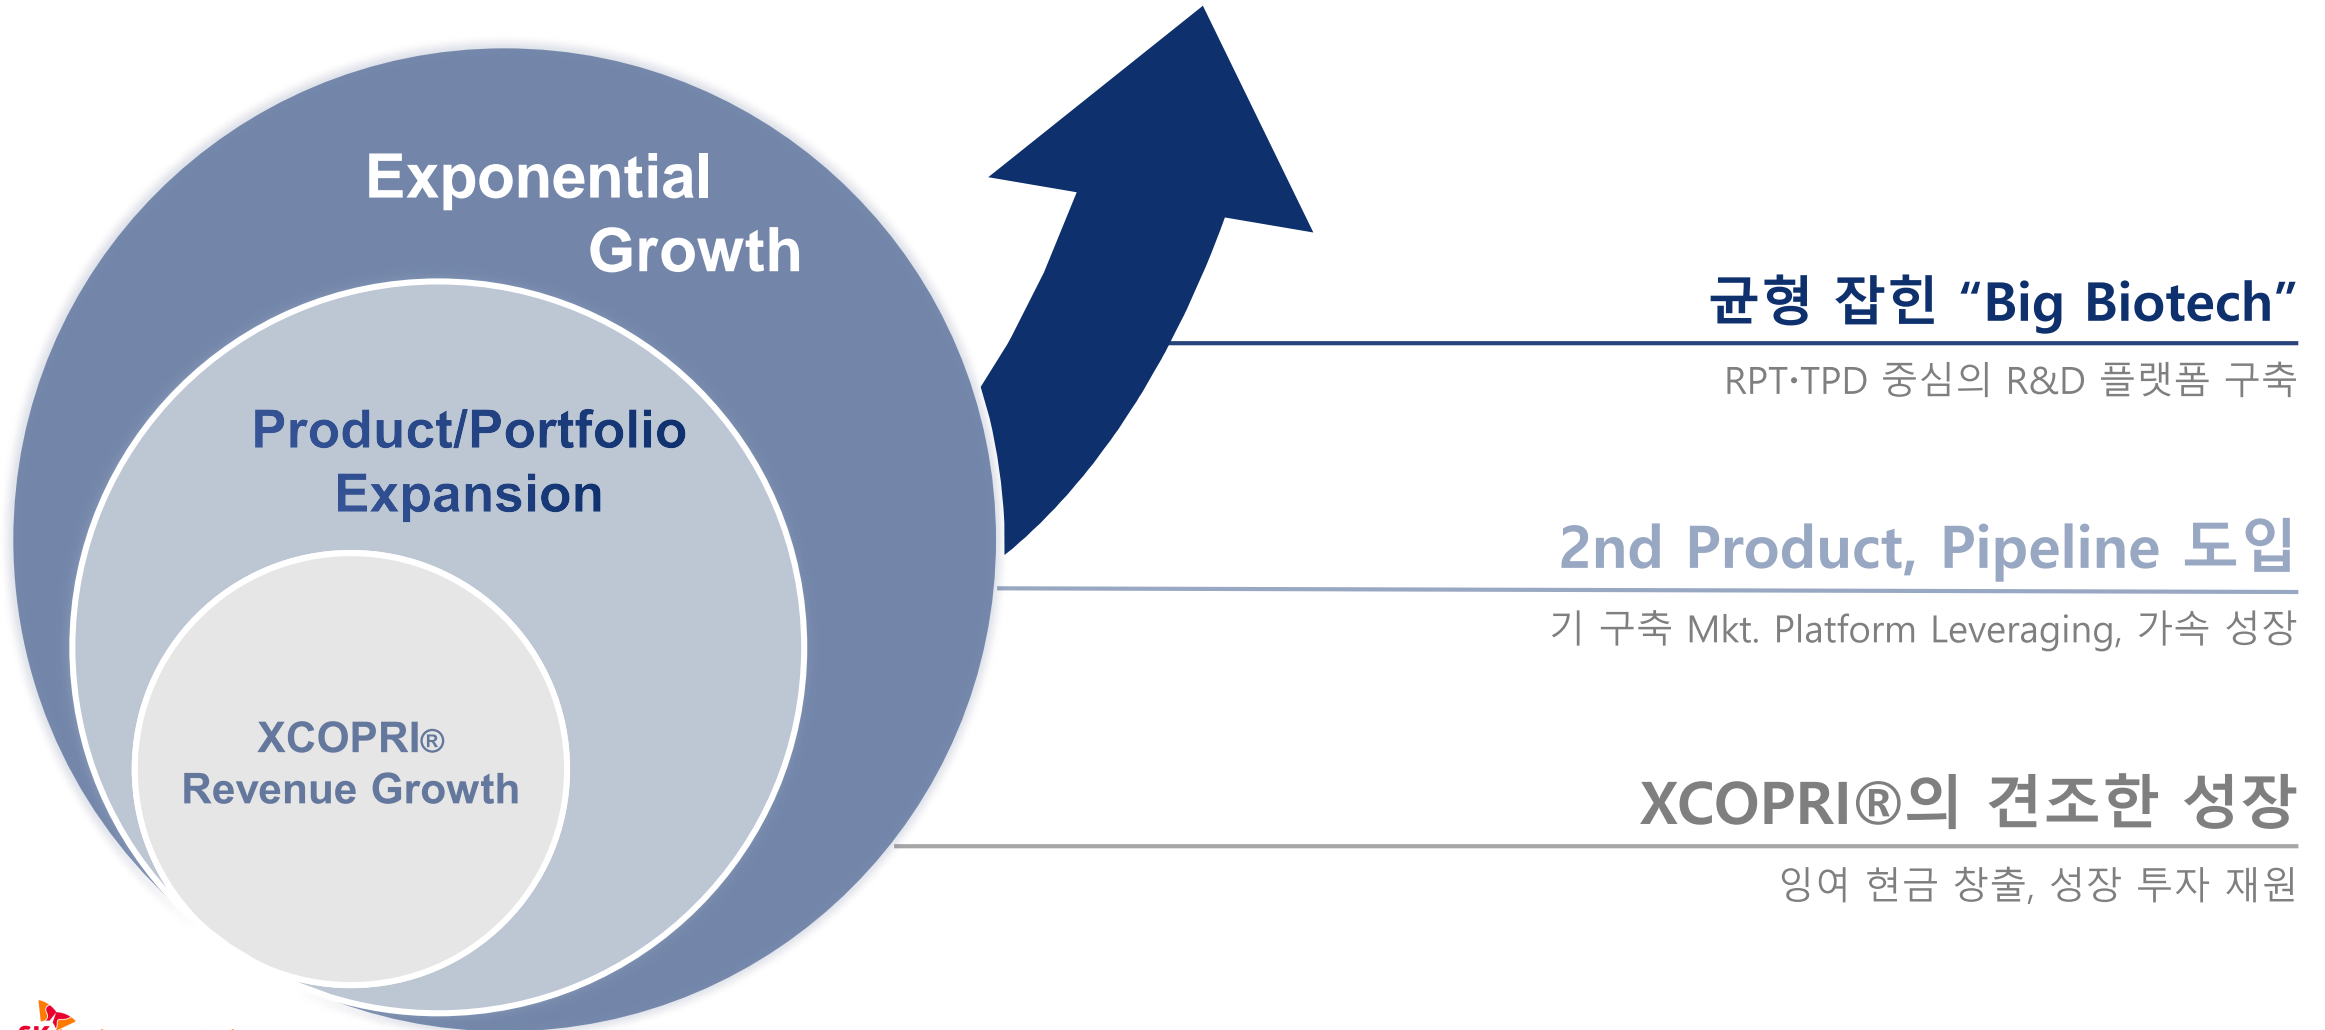 Exponential
Growth
Product/Portfolio
Expansion
XCOPRI®
Revenue Growth
균형 잡힌 “Big Biotech”
RPT·TPD 중심의 R&D 플랫폼 구축
2nd Product, Pipeline 도입
기 구축 Mkt. Platform Leveraging, 가속 성장
XCOPRI®의 견조한 성장
잉여 현금 창출, 성장 투자 재원
SK